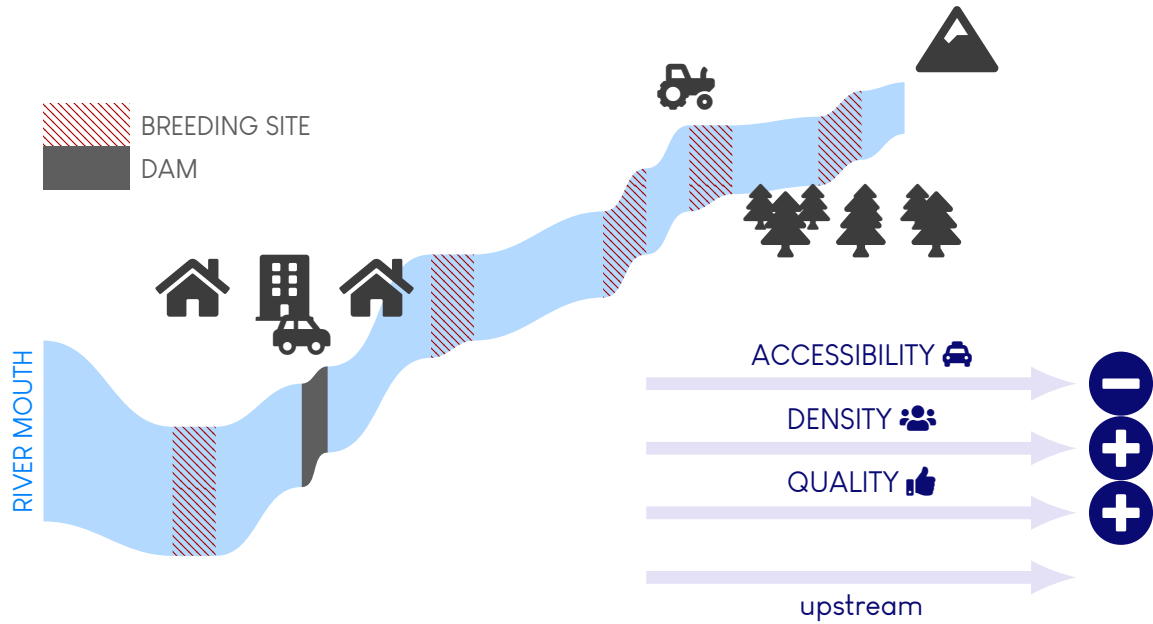 BREEDING SITE
DAM
RIVER MOUTH
ACCESSIBILITY
DENSITY
QUALITY
upstream